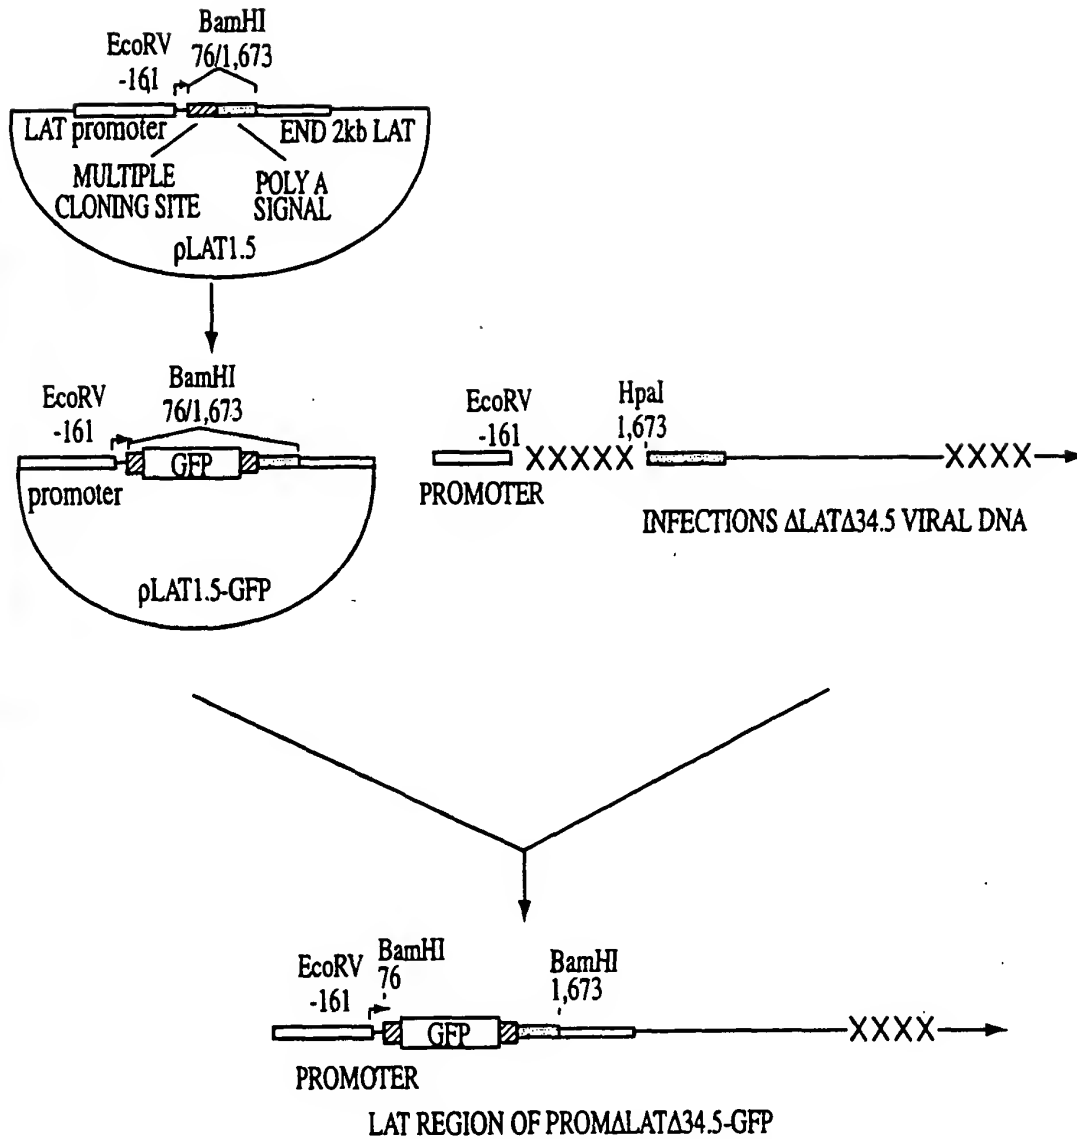 BamHI
EcoRV 76/1,673
-161
LAT promoter END 2kb LAT
MULTIPLE CLONING SITE
POLY A SIGNAL
pLAT1.5
BamHI
EcoRV 76/1,673
-161
GFP
promoter
pLAT1.5-GFP
HpaI
EcoRV 1,673
-161
XXXXX XXXX
PROMOTER
INFECTIONS ΔLATΔ34.5 VIRAL DNA
BamHI
EcoRV 76
-161
BamHI
1,673
GFP XXXX
PROMOTER
LAT REGION OF PROMΔLATΔ34.5-GFP